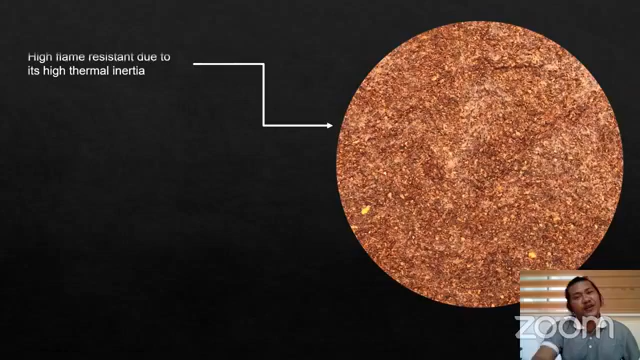 High flame resistant due to
its high thermal inertia
zoom